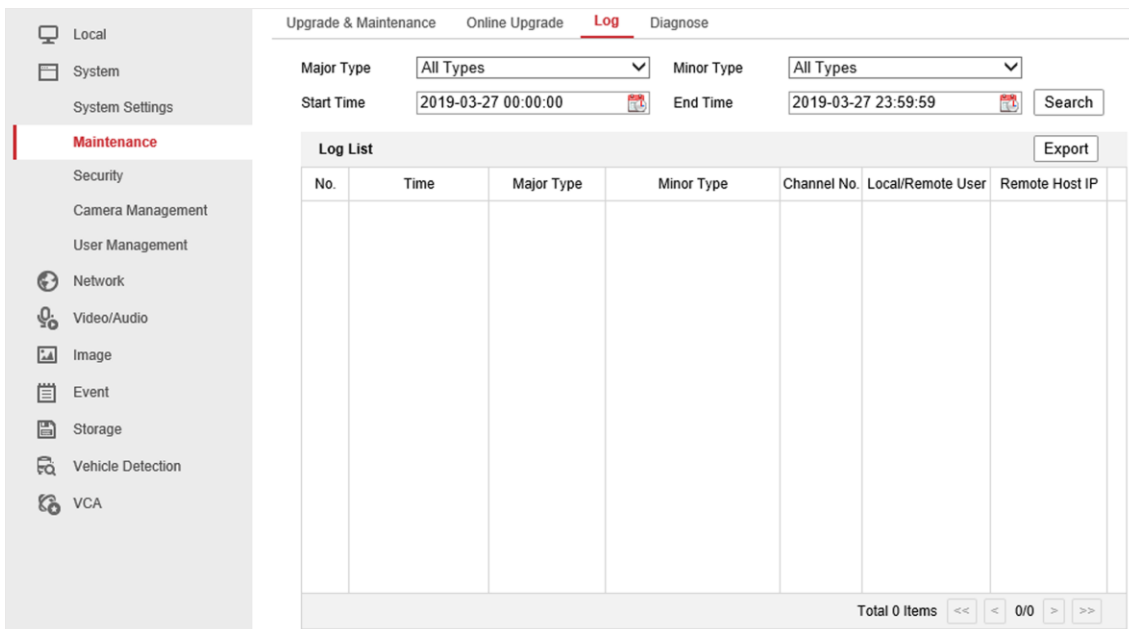 Local
System
System Settings
Maintenance
Security
Camera Management
User Management
Network
Video/Audio
Image
Event
Storage
Vehicle Detection
VCA
Upgrade & Maintenance Online Upgrade Log Diagnose
Major Type All Types Minor Type All Types
Start Time 2019-03-27 00:00:00 End Time 2019-03-27 23:59:59 Search
Log List Export
No. Time Major Type Minor Type Channel No. Local/Remote User Remote Host IP
Total 0 Items << < 0/0 > >>